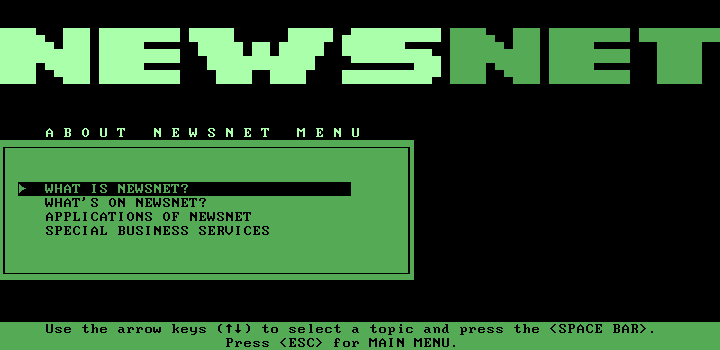 NEWSNET
ABOUT NEWSNET MENU
WHAT IS NEWSNET?
WHAT'S ON NEWSNET?
APPLICATIONS OF NEWSNET
SPECIAL BUSINESS SERVICES
Use the arrow keys (↑↓) to select a topic and press the <SPACE BAR>.
Press <ESC> for MAIN MENU.